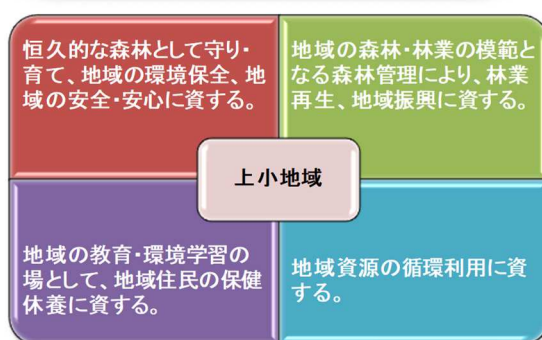 恒久的な森林として守り・
育て、地域の環境保全、地
域の安全・安心に資する。
地域の森林・林業の模範と
なる森林管理により、林業
再生、地域振興に資する。
上小地域
地域の教育・環境学習の
場として、地域住民の保健
休養に資する。
地域資源の循環利用に資
する。